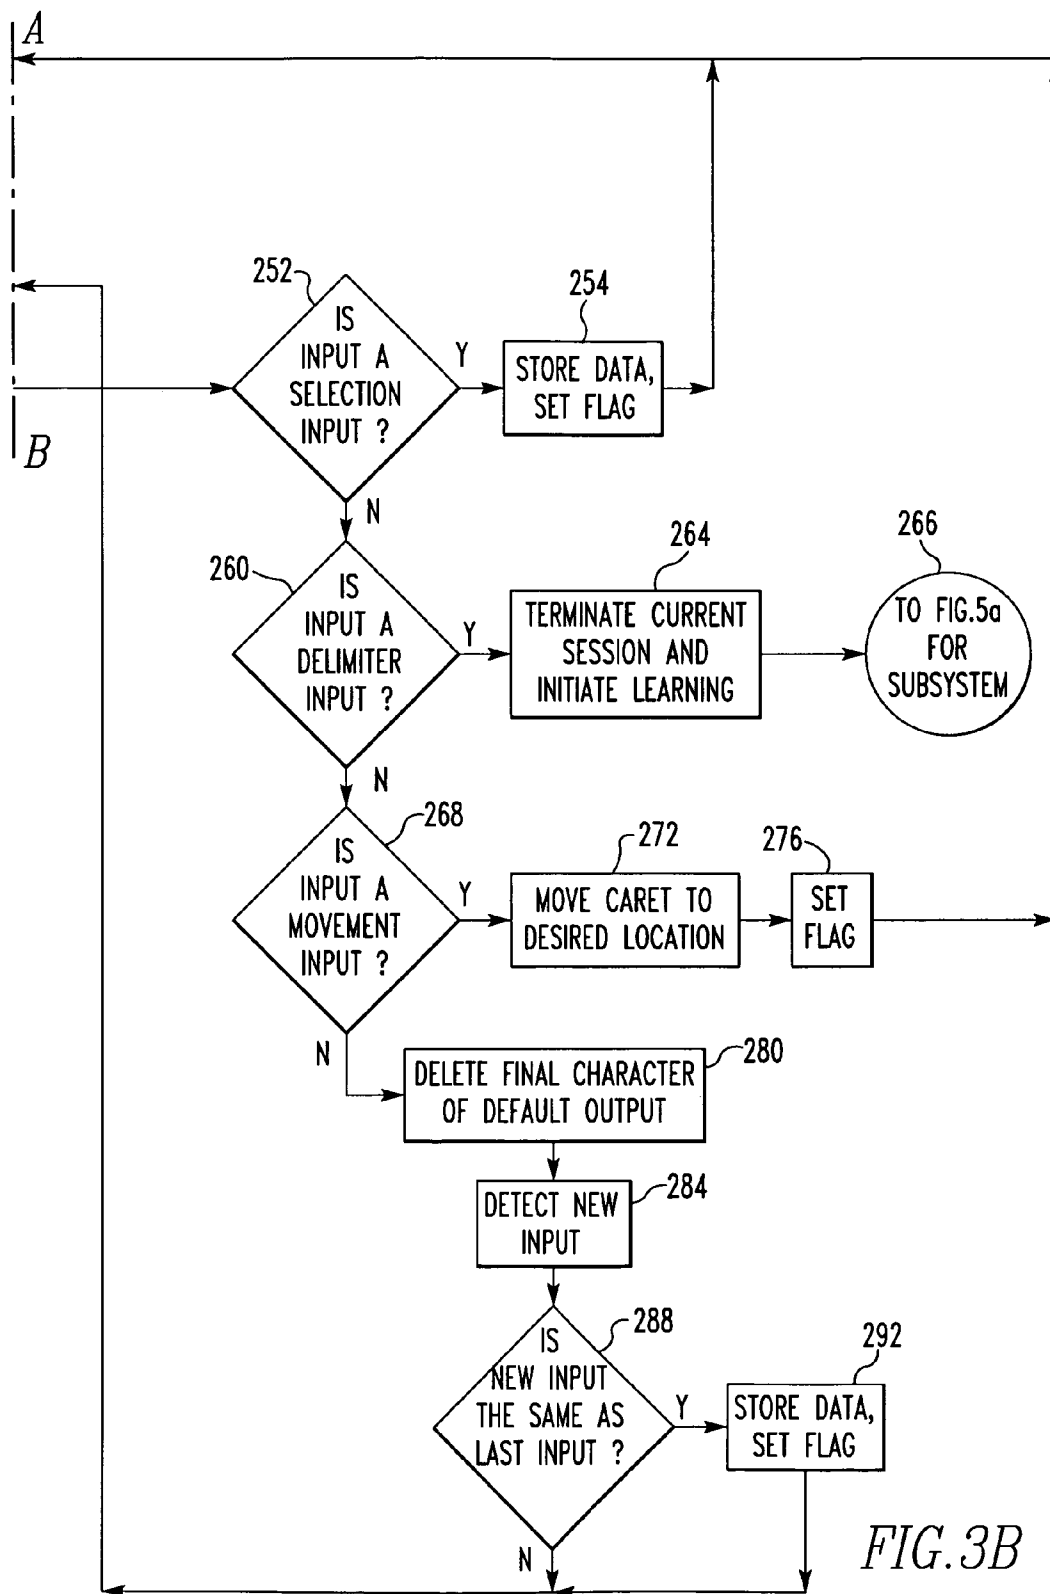 A
252
IS
INPUT A
SELECTION
INPUT ?
Y
254
STORE DATA,
SET FLAG
B
N
260
IS
INPUT A
DELIMITER
INPUT ?
Y
264
TERMINATE CURRENT
SESSION AND
INITIATE LEARNING
266
TO FIG.5a
FOR
SUBSYSTEM
N
268
IS
INPUT A
MOVEMENT
INPUT ?
Y
272
MOVE CARET TO
DESIRED LOCATION
276
SET
FLAG
N
280
DELETE FINAL CHARACTER
OF DEFAULT OUTPUT
284
DETECT NEW
INPUT
288
IS
NEW INPUT
THE SAME AS
LAST INPUT ?
Y
292
STORE DATA,
SET FLAG
N
FIG.3B